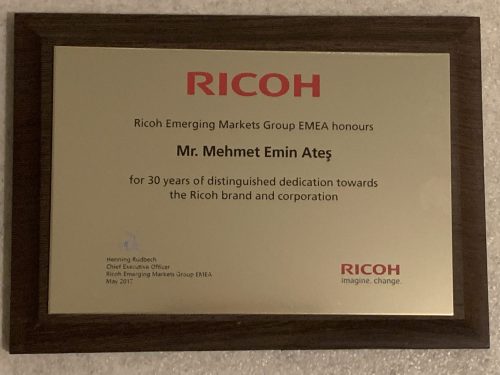 RICOH
Ricoh Emerging Markets Group EMEA honours
Mr. Mehmet Emin Ateş
for 30 years of distinguished dedication towards
the Ricoh brand and corporation
Henning Rudbech
Chief Executive Officer
Ricoh Emerging Markets Group EMEA
May 2017
RICOH
imagine. change.